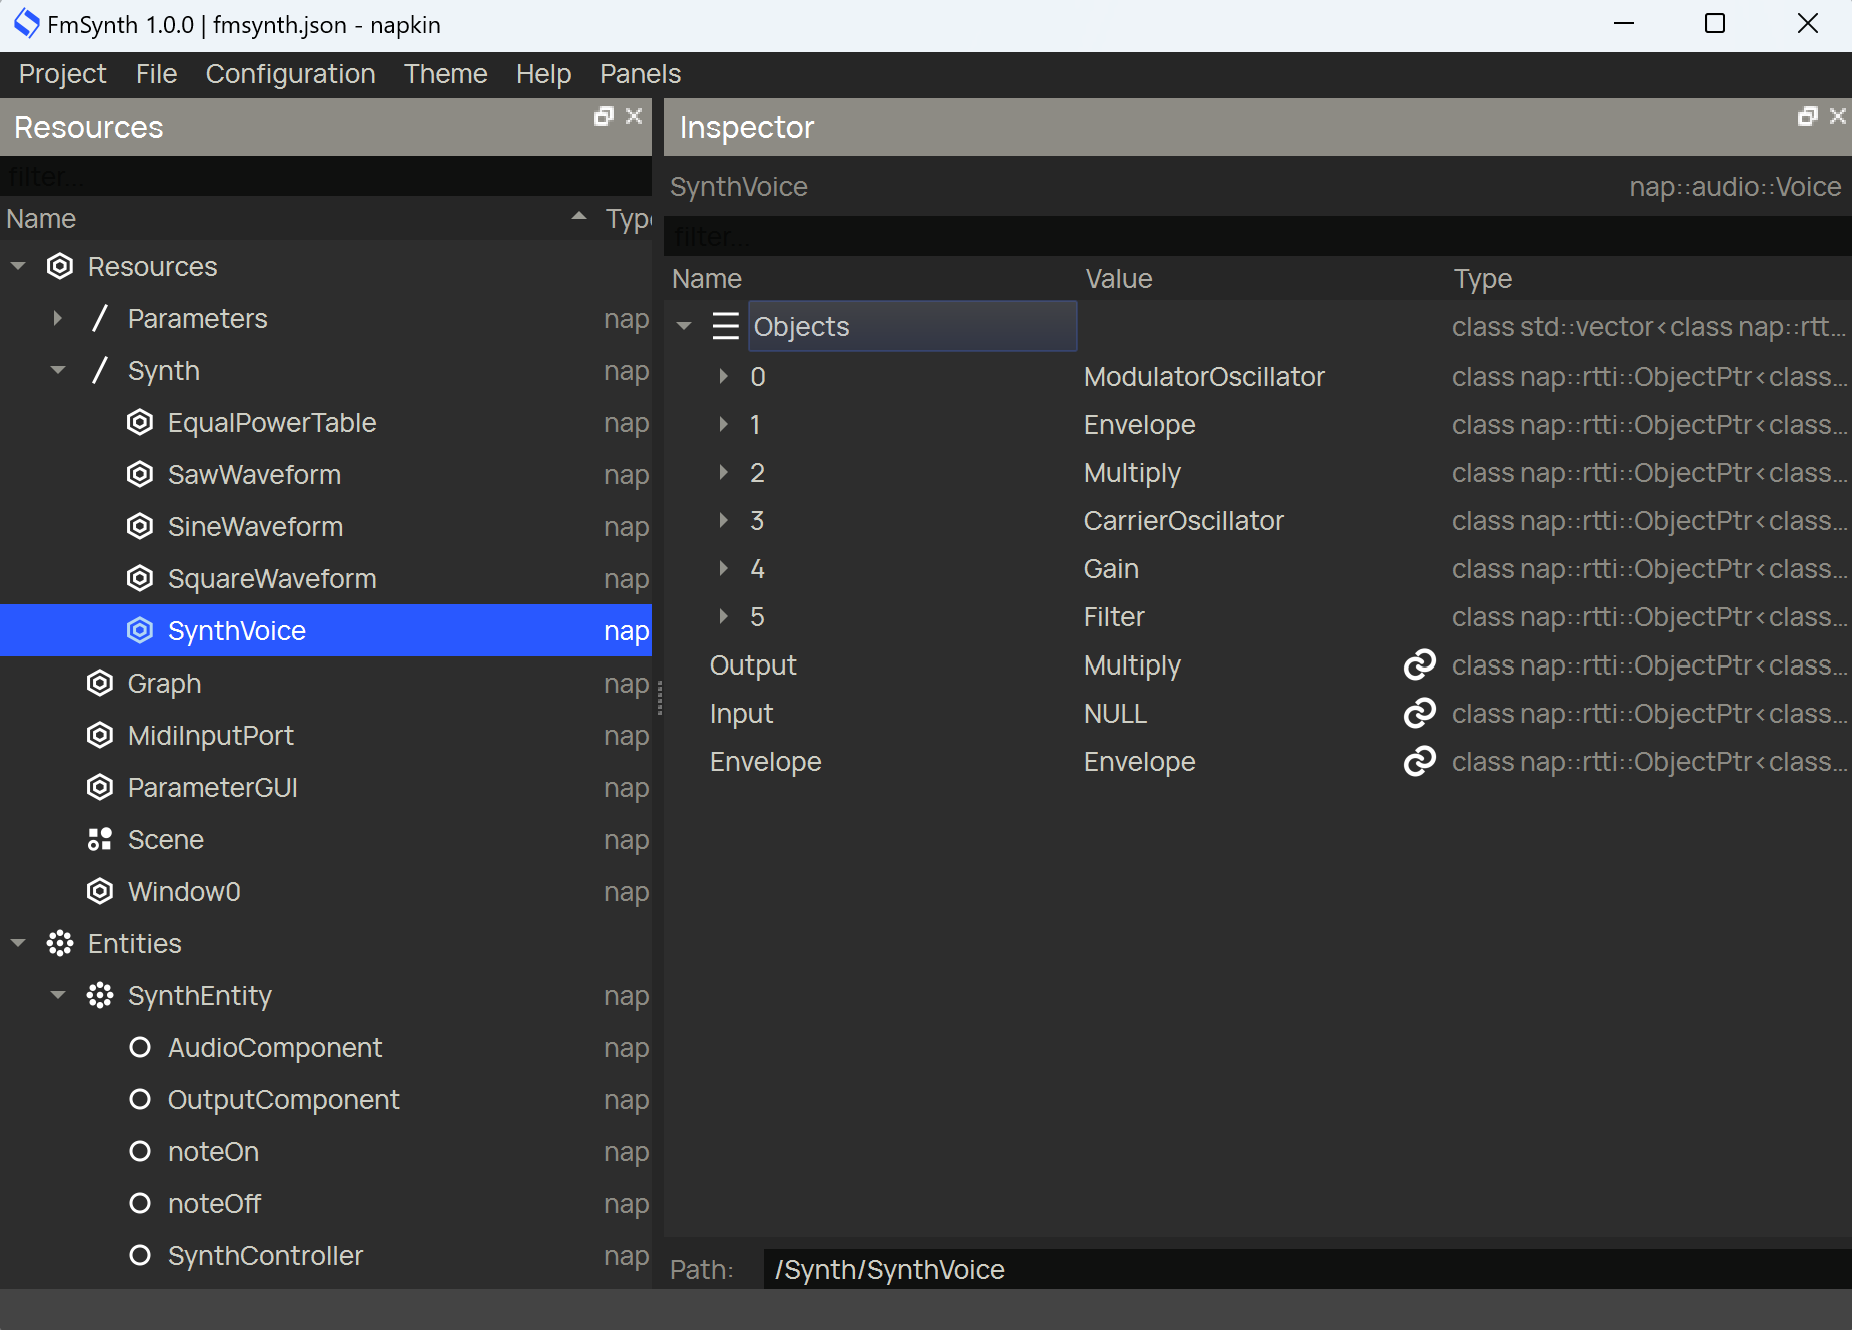 FmSynth 1.0.0 | fmsynth.json - napkin
Project File Configuration Theme Help Panels
Resources
filter...
Name Type
Resources
Parameters nap
Synth nap
EqualPowerTable nap
SawWaveform nap
SineWaveform nap
SquareWaveform nap
SynthVoice nap
Graph nap
MidiInputPort nap
ParameterGUI nap
Scene nap
Window0 nap
Entities
SynthEntity nap
AudioComponent nap
OutputComponent nap
noteOn nap
noteOff nap
SynthController nap
Inspector
SynthVoice nap::audio::Voice
filter...
Name Value Type
Objects class std::vector<class nap::rtt...
0 ModulatorOscillator class nap::rtti::ObjectPtr<class...
1 Envelope class nap::rtti::ObjectPtr<class...
2 Multiply class nap::rtti::ObjectPtr<class...
3 CarrierOscillator class nap::rtti::ObjectPtr<class...
4 Gain class nap::rtti::ObjectPtr<class...
5 Filter class nap::rtti::ObjectPtr<class...
Output Multiply class nap::rtti::ObjectPtr<class...
Input NULL class nap::rtti::ObjectPtr<class...
Envelope Envelope class nap::rtti::ObjectPtr<class...
Path: /Synth/SynthVoice